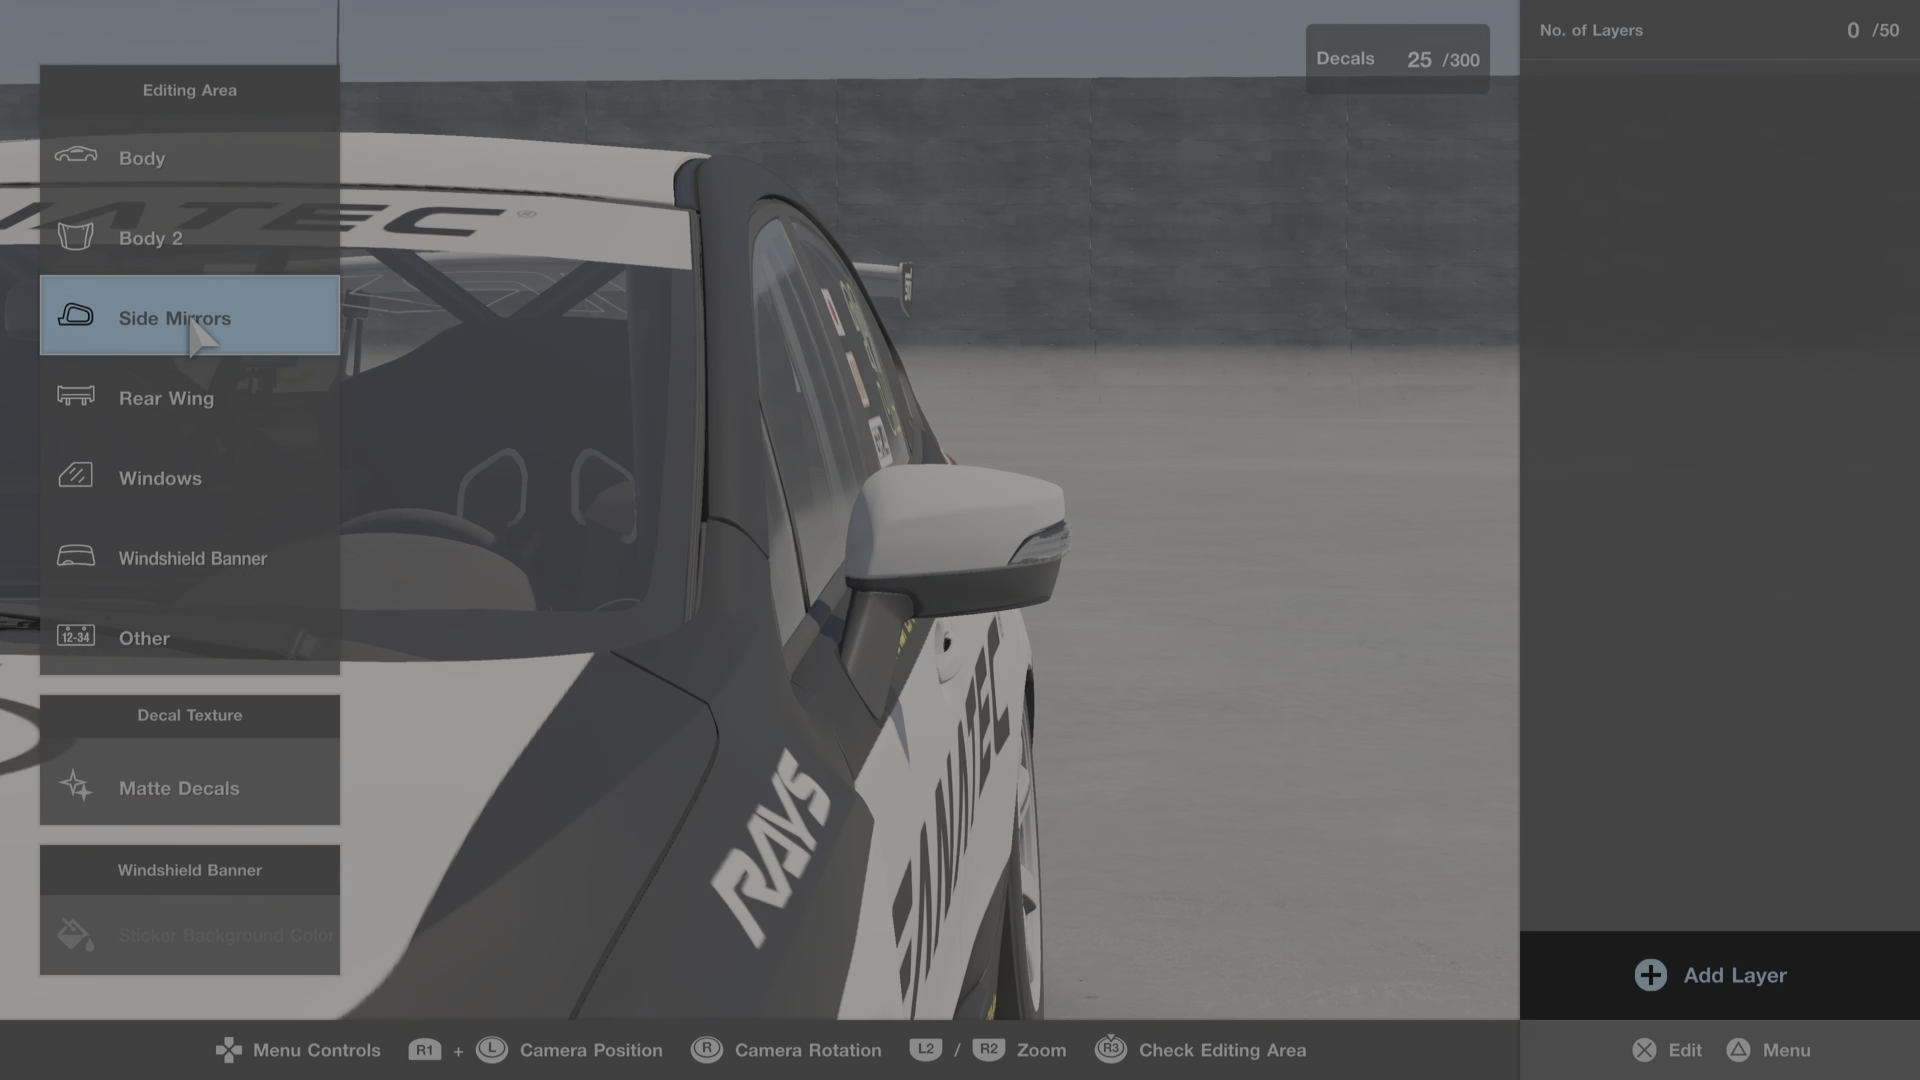 Editing Area
Body
Body 2
Side Mirrors
Rear Wing
Windows
Windshield Banner
12-34
Other
Decal Texture
Matte Decals
Windshield Banner
Sticker Background Color
Decals 25 /300
No. of Layers 0 /50
ATEC®
RAYS
FANATEC
Add Layer
Menu Controls R1 + L Camera Position R Camera Rotation L2 / R2 Zoom R3 Check Editing Area
Edit Menu